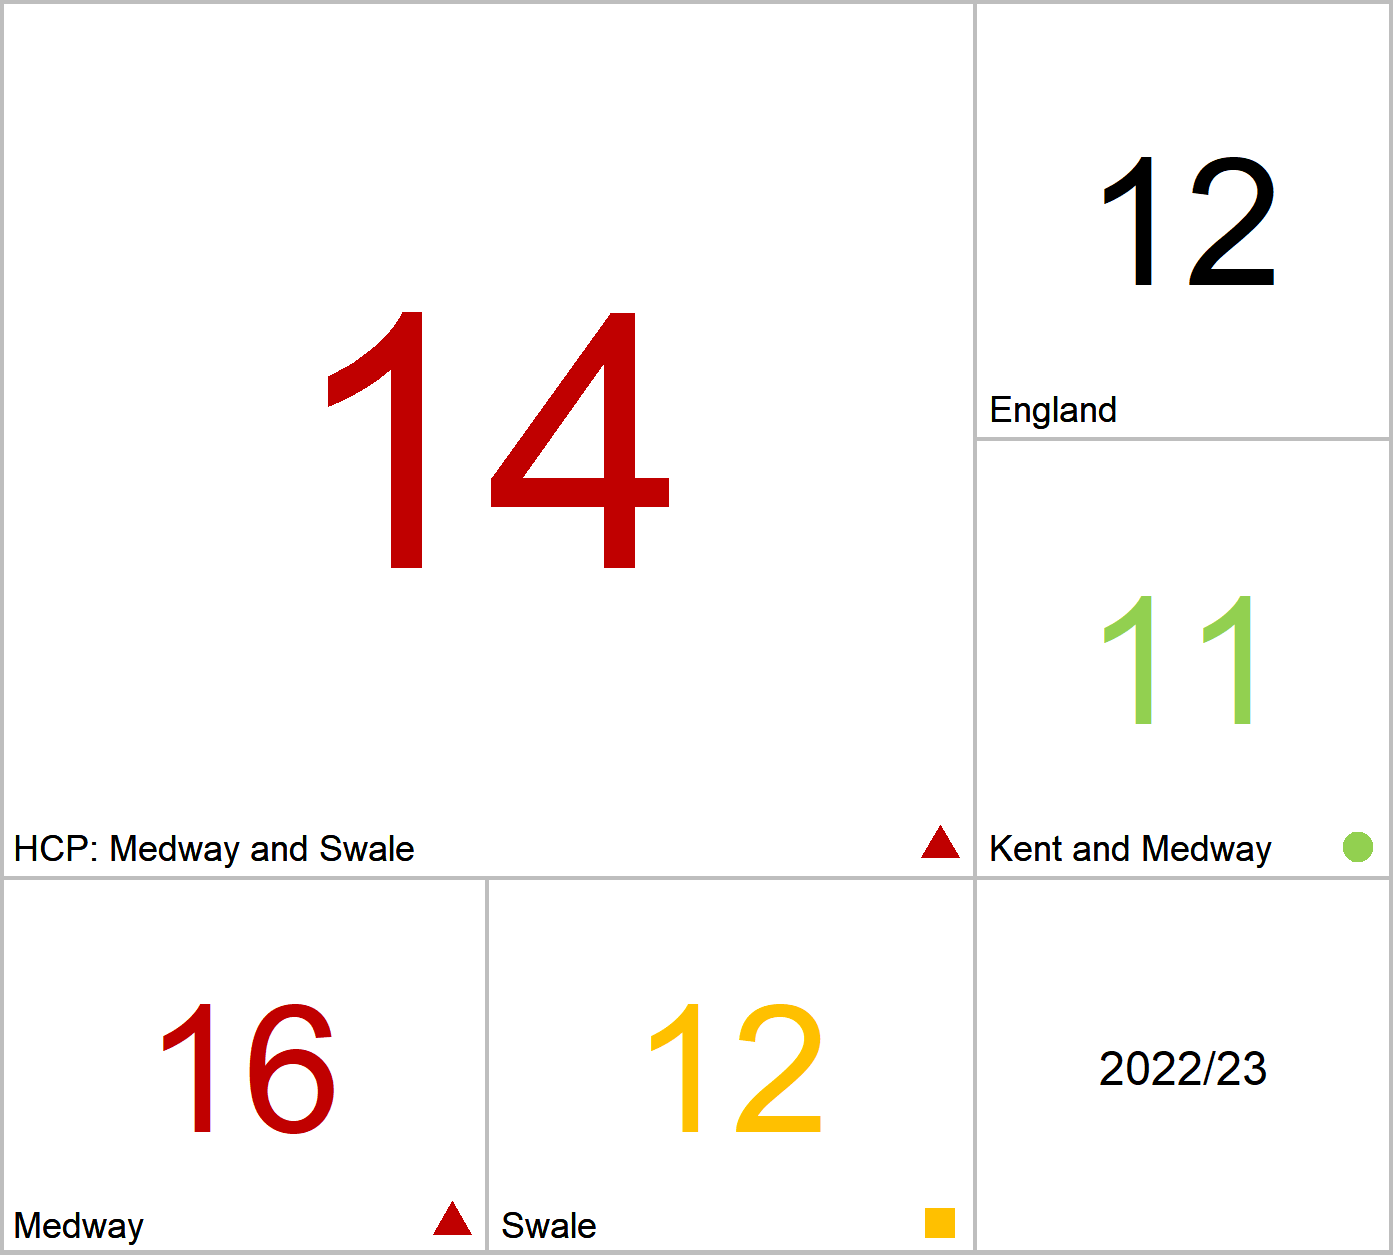 14
HCP: Medway and Swale
12
England
11
Kent and Medway
16
Medway
12
Swale
2022/23